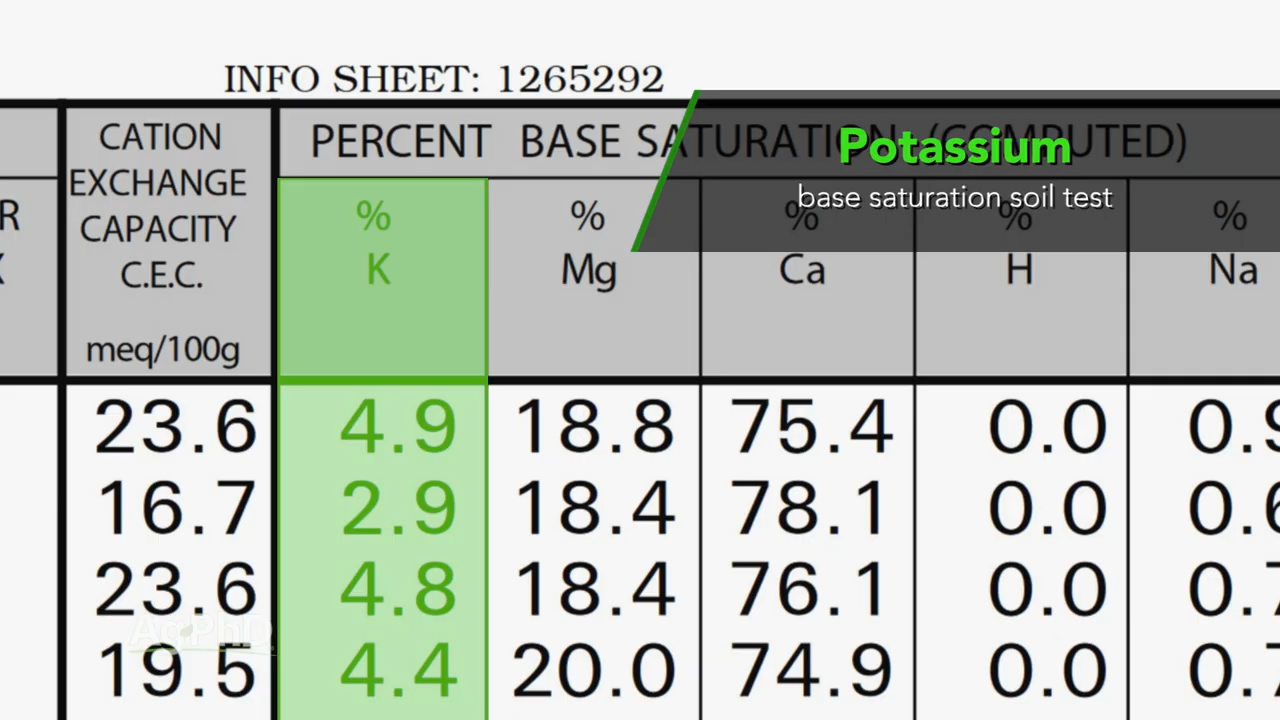 INFO SHEET: 1265292
CATION
EXCHANGE
CAPACITY
C.E.C.
meq/100g
PERCENT BASE SATURATION (COMPUTED)
Potassium
base saturation soil test
% % % % %
K Mg Ca H Na
23.6 4.9 18.8 75.4 0.0
16.7 2.9 18.4 78.1 0.0
23.6 4.8 18.4 76.1 0.0
19.5 4.4 20.0 74.9 0.0
AgPhD